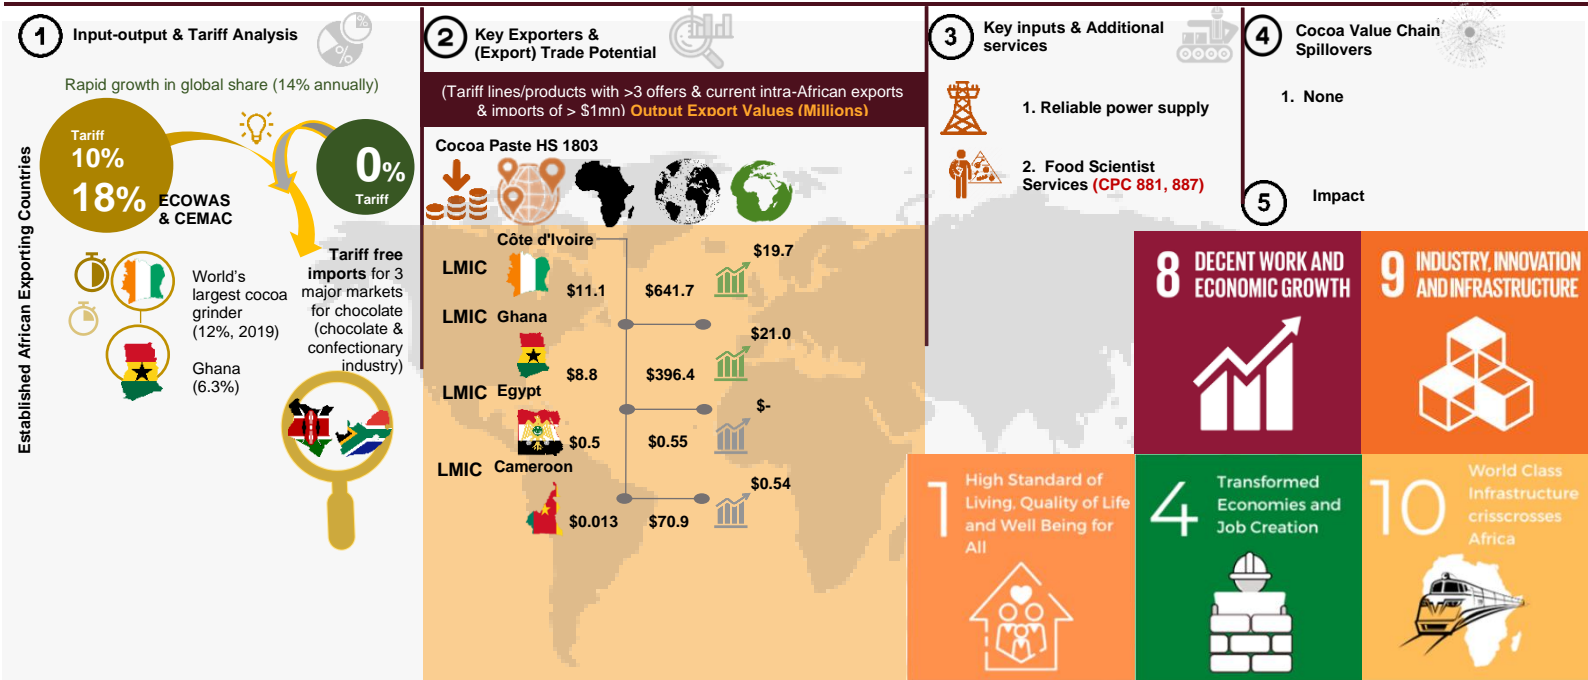 1
Input-output & Tariff Analysis
Rapid growth in global share (14% annually)
Tariff
10%
18%
ECOWAS
& CEMAC
0%
Tariff
Established African Exporting Countries
World's
largest cocoa
grinder
(12%, 2019)
Ghana
(6.3%)
Tariff free
imports for 3
major markets
for chocolate
(chocolate &
confectionary
industry)
2
Key Exporters &
(Export) Trade Potential
(Tariff lines/products with >3 offers & current intra-African exports
& imports of > $1mn) Output Export Values (Millions)
Cocoa Paste HS 1803
Côte d'Ivoire
LMIC
$11.1
$641.7
$19.7
LMIC Ghana
$8.8
$396.4
$21.0
LMIC Egypt
$0.5
$0.55
$-
LMIC Cameroon
$0.013
$70.9
$0.54
3
Key inputs & Additional
services
1. Reliable power supply
2. Food Scientist
Services (CPC 881, 887)
4
Cocoa Value Chain
Spillovers
1. None
5
Impact
8 DECENT WORK AND
ECONOMIC GROWTH
9 INDUSTRY, INNOVATION
AND INFRASTRUCTURE
1 High Standard of
Living, Quality of Life
and Well Being for
All
4 Transformed
Economies and
Job Creation
10 World Class
Infrastructure
crisscrosses
Africa